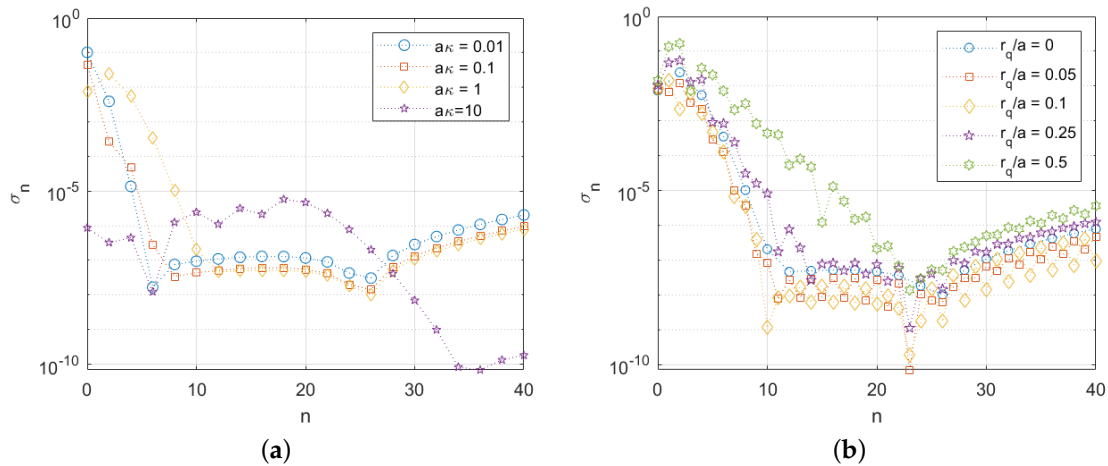 10^0
10^-5
10^-10
σ_n
0 10 20 30 40
n
aκ = 0.01
aκ = 0.1
aκ = 1
aκ=10
(a)
10^0
10^-5
10^-10
σ_n
0 10 20 30 40
n
r_q/a = 0
r_q/a = 0.05
r_q/a = 0.1
r_q/a = 0.25
r_q/a = 0.5
(b)